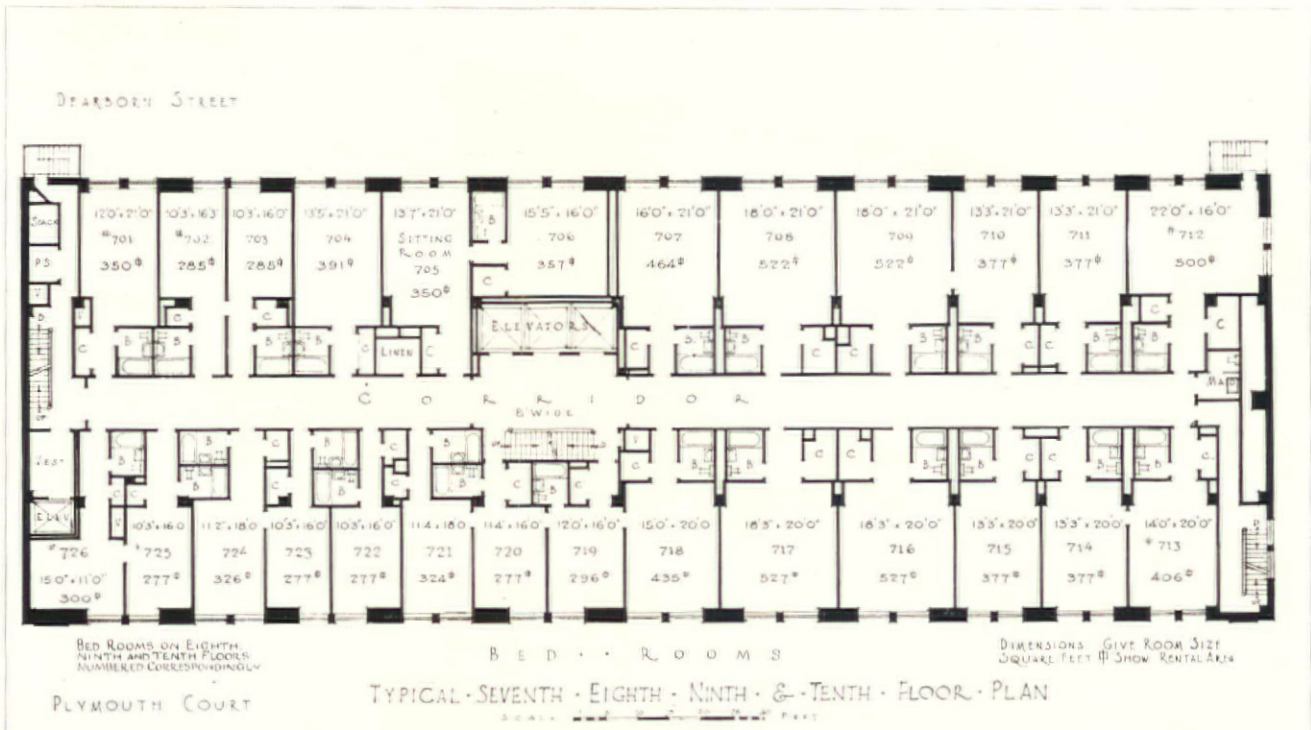 DEARBORN STREET
12'0" x 21'0"
#701
350 ⌽
10'3" x 16'3"
#702
285 ⌽
10'3" x 16'0"
703
285 ⌽
13'5" x 21'0"
704
391 ⌽
13'7" x 21'0"
SITTING
ROOM
705
350 ⌽
B
15'5" x 16'0"
706
357 ⌽
16'0" x 21'0"
707
464 ⌽
18'0" x 21'0"
708
522 ⌽
18'0" x 21'0"
709
522 ⌽
13'3" x 21'0"
710
377 ⌽
13'3" x 21'0"
711
377 ⌽
22'0" x 16'0"
#712
500 ⌽
P.S.
V
C
LINEN
ELEVATORS
CORRIDOR
8' WIDE
UP
VEST
ELEV
#726
15'0" x 11'0"
300 ⌽
10'3" x 16'0
#725
277 ⌽
11'2" x 18'0
724
326 ⌽
10'3" x 16'0"
723
277 ⌽
10'3" x 16'0"
722
277 ⌽
11'4 x 18'0
721
324 ⌽
11'4" x 16'0"
720
277 ⌽
12'0" x 16'0"
719
296 ⌽
15'0" x 20'0
718
435 ⌽
18'3" x 20'0"
717
527 ⌽
18'3" x 20'0"
716
527 ⌽
13'3" x 20'0
715
377 ⌽
13'3" x 20'0
714
377 ⌽
14'0" x 20'0"
#713
406 ⌽
BED ROOMS ON EIGHTH
NINTH AND TENTH FLOORS
NUMBERED CORRESPONDINGLY
BED · · ROOMS
DIMENSIONS GIVE ROOM SIZE
SQUARE FEET ⌽ SHOW RENTAL AREA
PLYMOUTH COURT
TYPICAL · SEVENTH · EIGHTH · NINTH · & · TENTH · FLOOR · PLAN
SCALE FEET